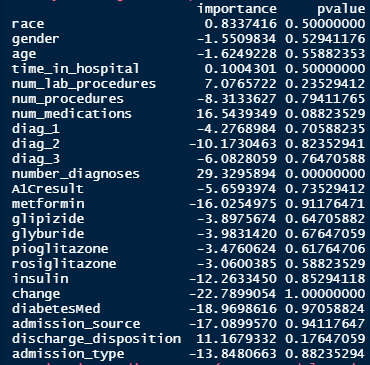 importance pvalue
race 0.8337416 0.50000000
gender -1.5509834 0.52941176
age -1.6249228 0.55882353
time_in_hospital 0.1004301 0.50000000
num_lab_procedures 7.0765722 0.23529412
num_procedures -8.3133627 0.79411765
num_medications 16.5439349 0.08823529
diag_1 -4.2768984 0.70588235
diag_2 -10.1730463 0.82352941
diag_3 -6.0828059 0.76470588
number_diagnoses 29.3295894 0.00000000
A1Cresult -5.6593974 0.73529412
metformin -16.0254975 0.91176471
glipizide -3.8975674 0.64705882
glyburide -3.9831420 0.67647059
pioglitazone -3.4760624 0.61764706
rosiglitazone -3.0600385 0.58823529
insulin -12.2633450 0.85294118
change -22.7899054 1.00000000
diabetesMed -18.9698616 0.97058824
admission_source -17.0899570 0.94117647
discharge_disposition 11.1679332 0.17647059
admission_type -13.8480663 0.88235294